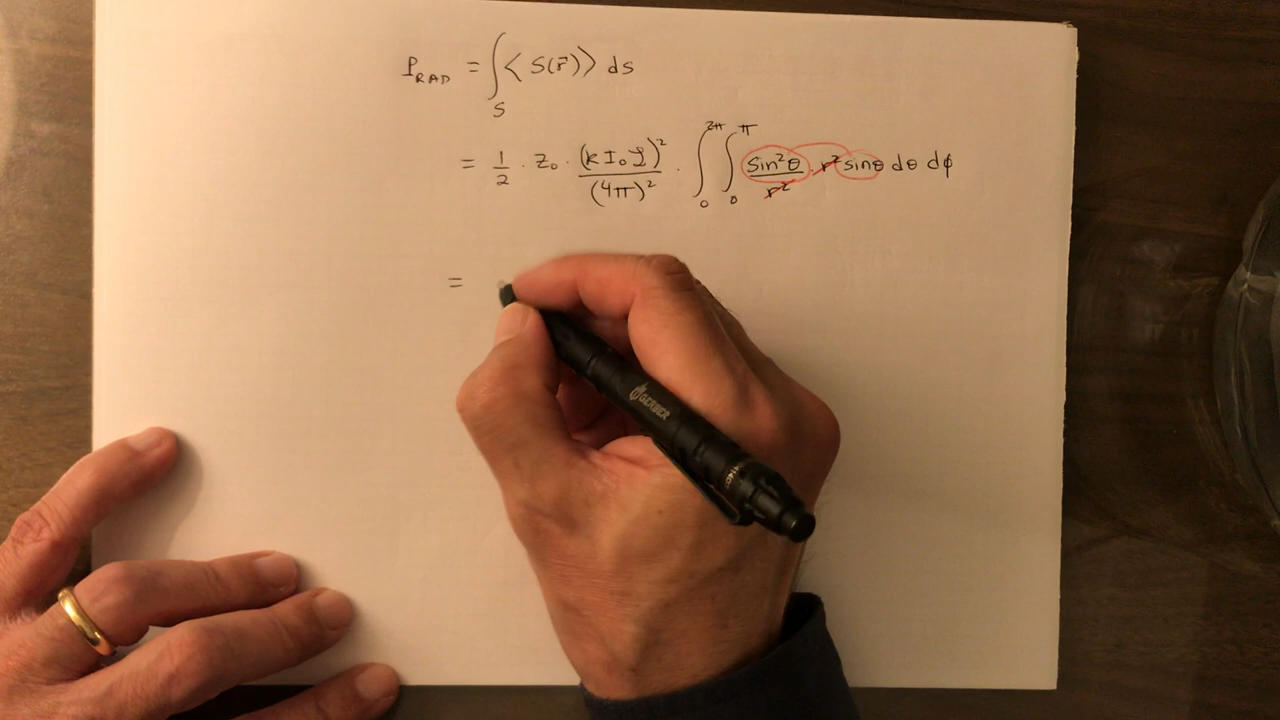 P_RAD = ∫_S ⟨S(r⃗)⟩ ds
= 1/2 · Z₀ · (kI₀ℓ)²/(4π)² · ∫₀^2π ∫₀^π sin²θ/r² · r² sinθ dθ dφ
=
GERBER